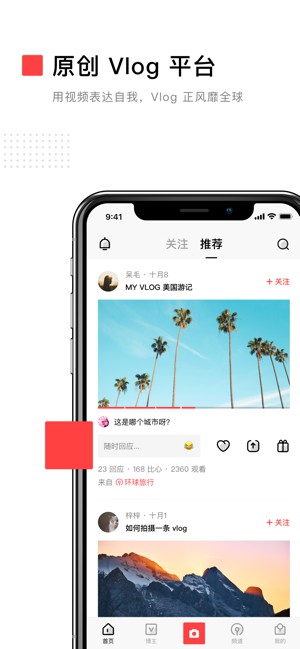 原创 Vlog 平台
用视频表达自我，Vlog 正风靡全球
9:41
关注 推荐
呆毛 · 十月8
MY VLOG 美国游记
+ 关注
这是哪个城市呀?
随时回应...
23 回应 · 168 比心 · 2360 观看
来自 环球旅行
梓梓 · 十月1
如何拍摄一条 vlog
+ 关注
首页 博主 频道 我的